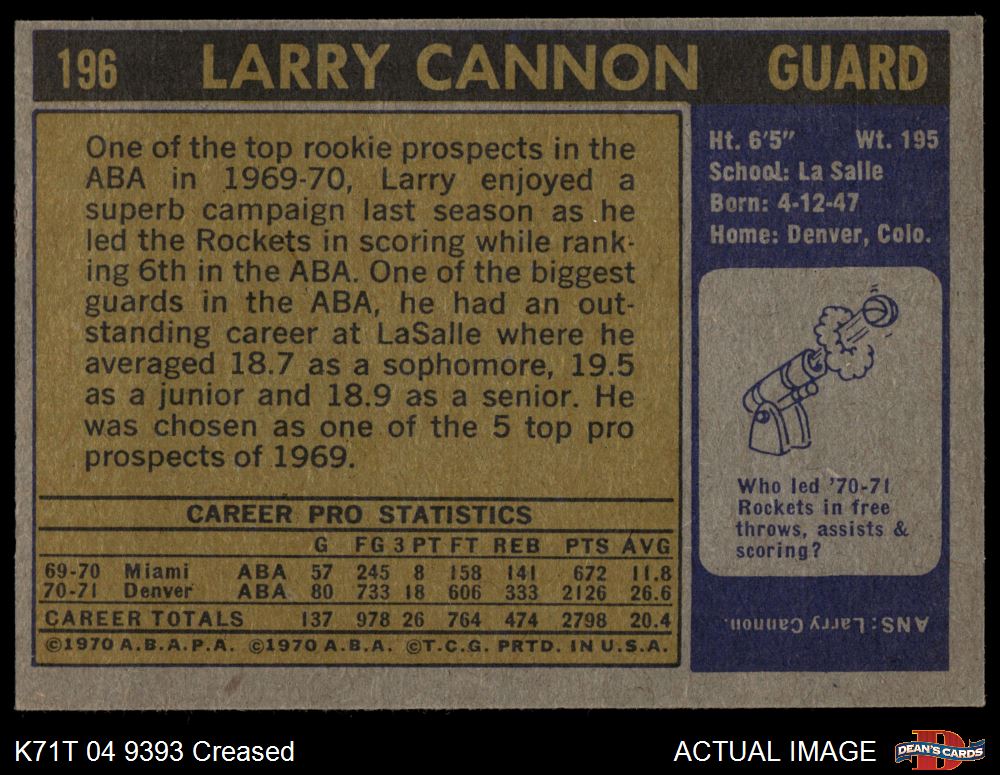 196 LARRY CANNON GUARD
One of the top rookie prospects in the
ABA in 1969-70, Larry enjoyed a
superb campaign last season as he
led the Rockets in scoring while rank-
ing 6th in the ABA. One of the biggest
guards in the ABA, he had an out-
standing career at LaSalle where he
averaged 18.7 as a sophomore, 19.5
as a junior and 18.9 as a senior. He
was chosen as one of the 5 top pro
prospects of 1969.
Ht. 6'5" Wt. 195
School: La Salle
Born: 4-12-47
Home: Denver, Colo.
Who led '70-71
Rockets in free
throws, assists &
scoring?
ANS: Larry Cannon.
CAREER PRO STATISTICS
G FG 3 PT FT REB PTS AVG
69-70 Miami ABA 57 245 8 158 141 672 11.8
70-71 Denver ABA 80 733 18 606 333 2126 26.6
CAREER TOTALS 137 978 26 764 474 2798 20.4
©1970 A.B.A.P.A. ©1970 A.B.A. ©T.C.G. PRTD. IN U.S.A.
K71T 04 9393 Creased ACTUAL IMAGE
D
DEAN'S CARDS